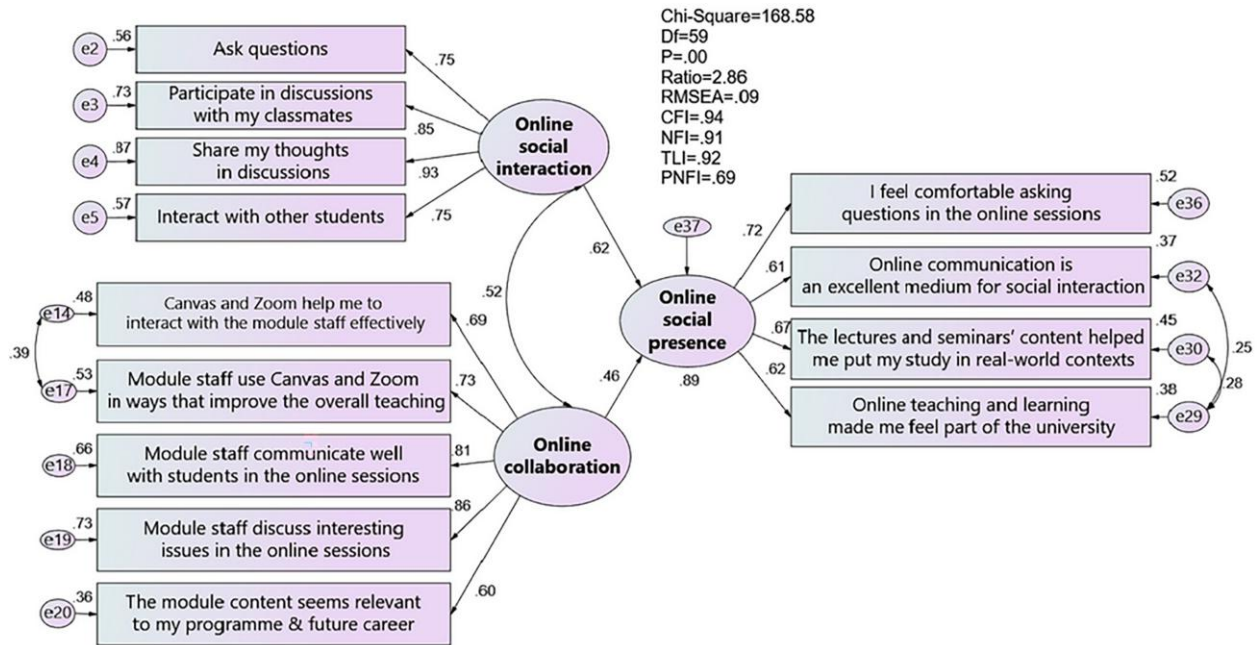 Chi-Square=168.58
Df=59
P=.00
Ratio=2.86
RMSEA=.09
CFI=.94
NFI=.91
TLI=.92
PNFI=.69
e2
.56
Ask questions
.75
e3
.73
Participate in discussions
with my classmates
.85
e4
.87
Share my thoughts
in discussions
.93
e5
.57
Interact with other students
.75
Online
social
interaction
.62
.52
e14
.48
Canvas and Zoom help me to
interact with the module staff effectively
.69
.39
e17
.53
Module staff use Canvas and Zoom
in ways that improve the overall teaching
.73
e18
.66
Module staff communicate well
with students in the online sessions
.81
e19
.73
Module staff discuss interesting
issues in the online sessions
.86
e20
.36
The module content seems relevant
to my programme & future career
.60
Online
collaboration
.46
e37
Online
social
presence
.89
.72
I feel comfortable asking
questions in the online sessions
.52
e36
.61
Online communication is
an excellent medium for social interaction
.37
e32
.67
The lectures and seminars' content helped
me put my study in real-world contexts
.45
e30
.62
Online teaching and learning
made me feel part of the university
.38
e29
.25
.28